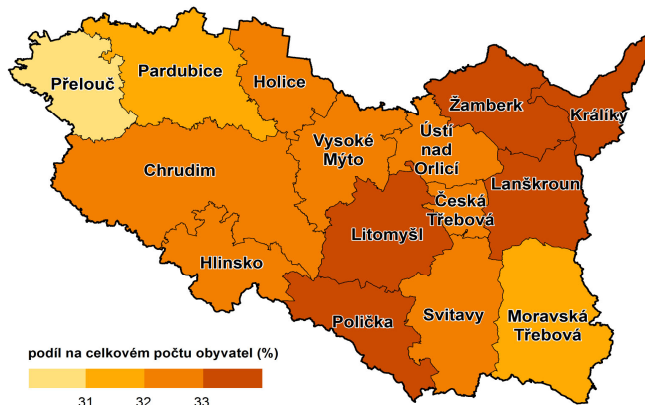 Přelouč
Pardubice
Holice
Žamberk
Králíky
Vysoké
Mýto
Ústí
nad
Orlicí
Chrudim
Lanškroun
Česká
Třebová
Litomyšl
Hlinsko
Polička
Svitavy
Moravská
Třebová
podíl na celkovém počtu obyvatel (%)
31 32 33